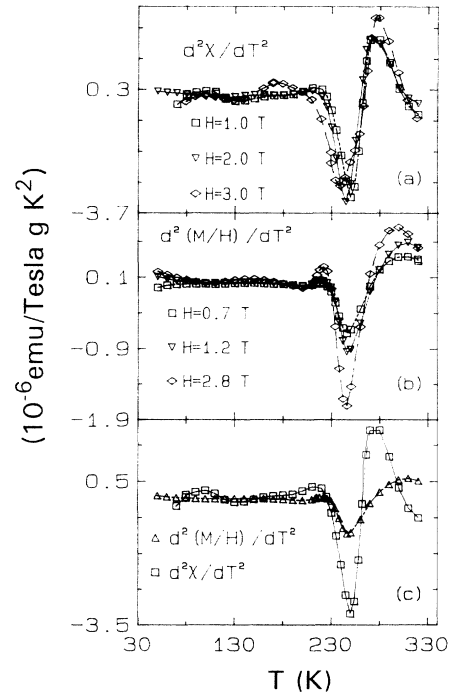 d²X/dT²
0.3
H=1.0 T
H=2.0 T
H=3.0 T
(a)
-3.7
d²(M/H)/dT²
0.1
H=0.7 T
H=1.2 T
H=2.8 T
-0.9
(b)
-1.9
0.5
d²(M/H)/dT²
d²X/dT²
(c)
-3.5
30
130
230
330
T (K)
(10⁻⁶emu/Tesla g K²)